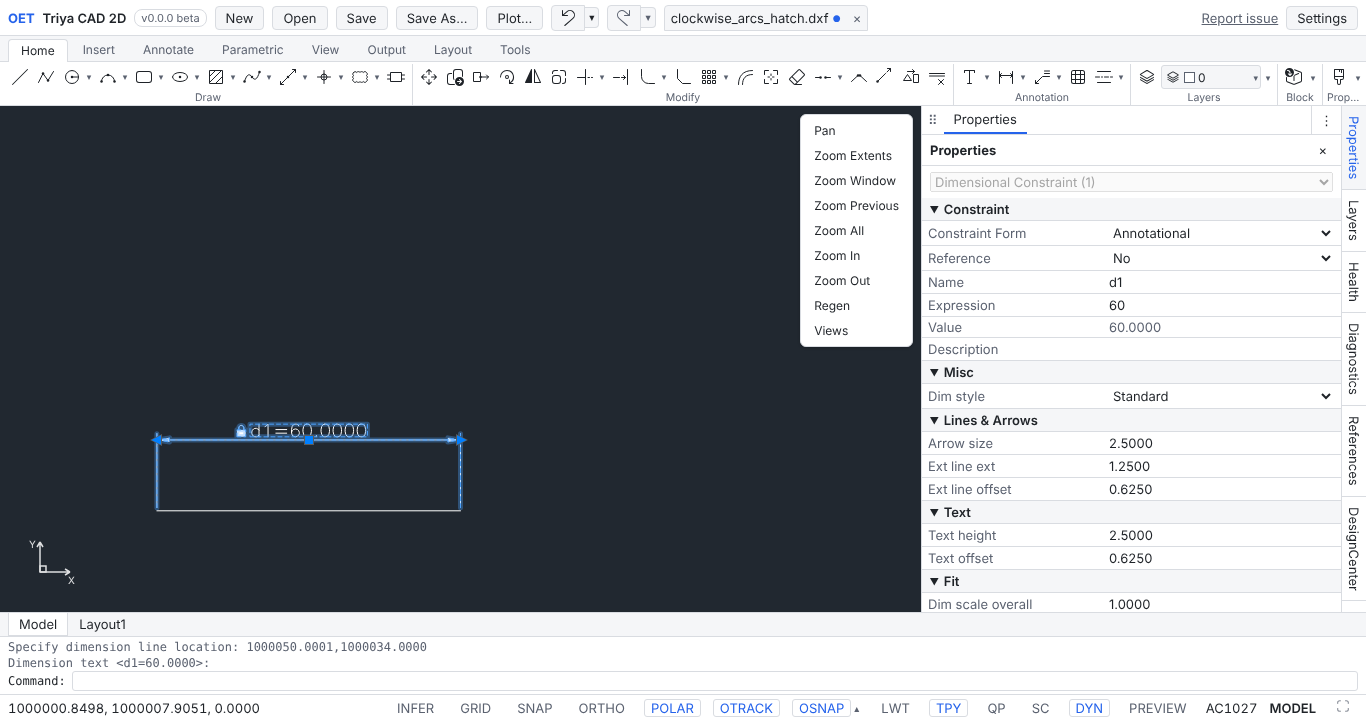 OET Triya CAD 2D v0.0.0 beta New Open Save Save As... Plot... clockwise_arcs_hatch.dxf × Report issue Settings
Home Insert Annotate Parametric View Output Layout Tools
0
Draw Modify Annotation Layers Block Prop...
Pan
Zoom Extents
Zoom Window
Zoom Previous
Zoom All
Zoom In
Zoom Out
Regen
Views
d1=60.0000
Y
X
Properties
Properties ×
Dimensional Constraint (1)
Constraint
Constraint Form Annotational
Reference No
Name d1
Expression 60
Value 60.0000
Description
Misc
Dim style Standard
Lines & Arrows
Arrow size 2.5000
Ext line ext 1.2500
Ext line offset 0.6250
Text
Text height 2.5000
Text offset 0.6250
Fit
Dim scale overall 1.0000
Properties
Layers
Health
Diagnostics
References
DesignCenter
Model Layout1
Specify dimension line location: 1000050.0001,1000034.0000
Dimension text <d1=60.0000>:
Command:
1000000.8498, 1000007.9051, 0.0000 INFER GRID SNAP ORTHO POLAR OTRACK OSNAP LWT TPY QP SC DYN PREVIEW AC1027 MODEL